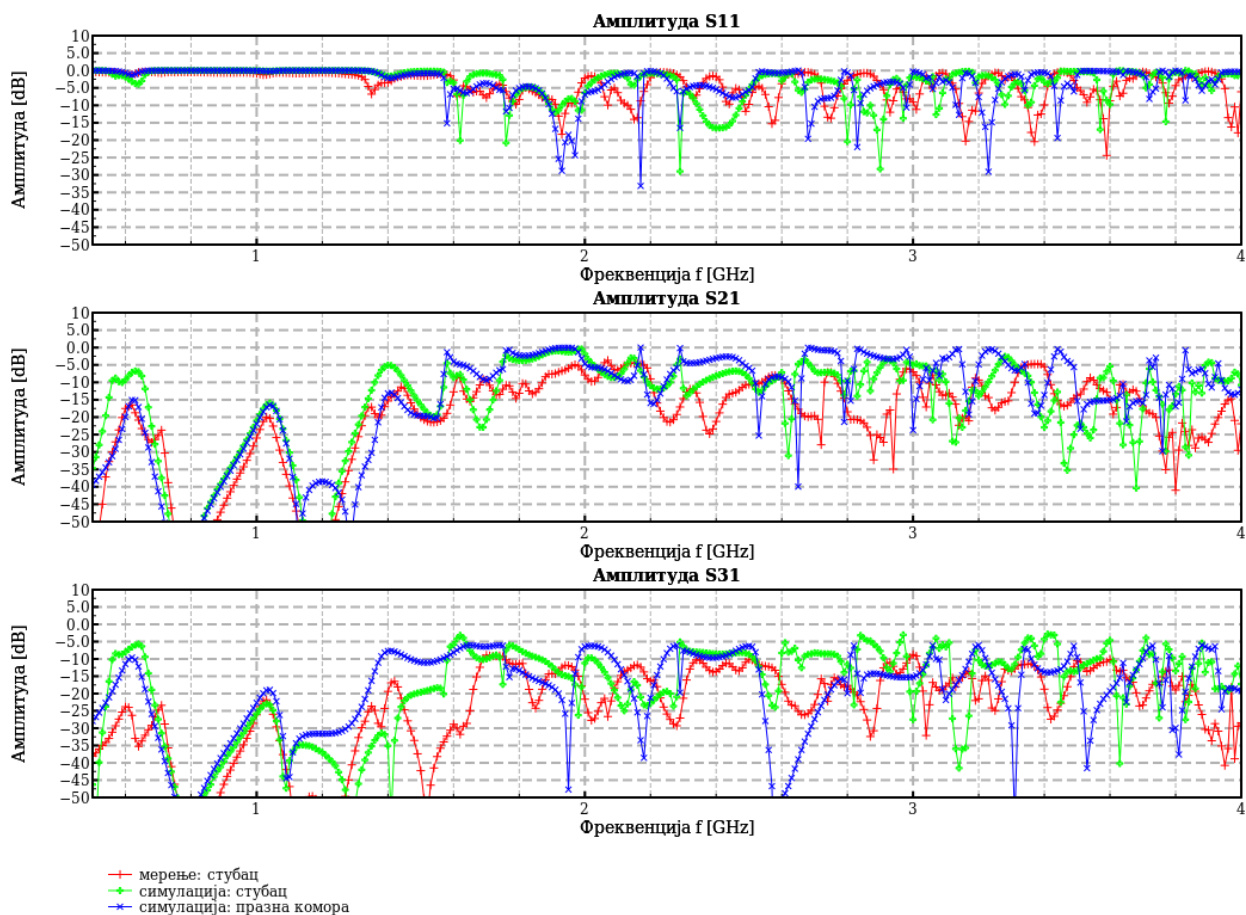 Амплитуда S11
10
5.0
0.0
−5.0
−10
−15
−20
−25
−30
−35
−40
−45
−50
Амплитуда [dB]
1 2 3 4
Фреквенција f [GHz]
Амплитуда S21
10
5.0
0.0
−5.0
−10
−15
−20
−25
−30
−35
−40
−45
−50
Амплитуда [dB]
1 2 3 4
Фреквенција f [GHz]
Амплитуда S31
10
5.0
0.0
−5.0
−10
−15
−20
−25
−30
−35
−40
−45
−50
Амплитуда [dB]
1 2 3 4
Фреквенција f [GHz]
мерење: стубац
симулација: стубац
симулација: празна комора